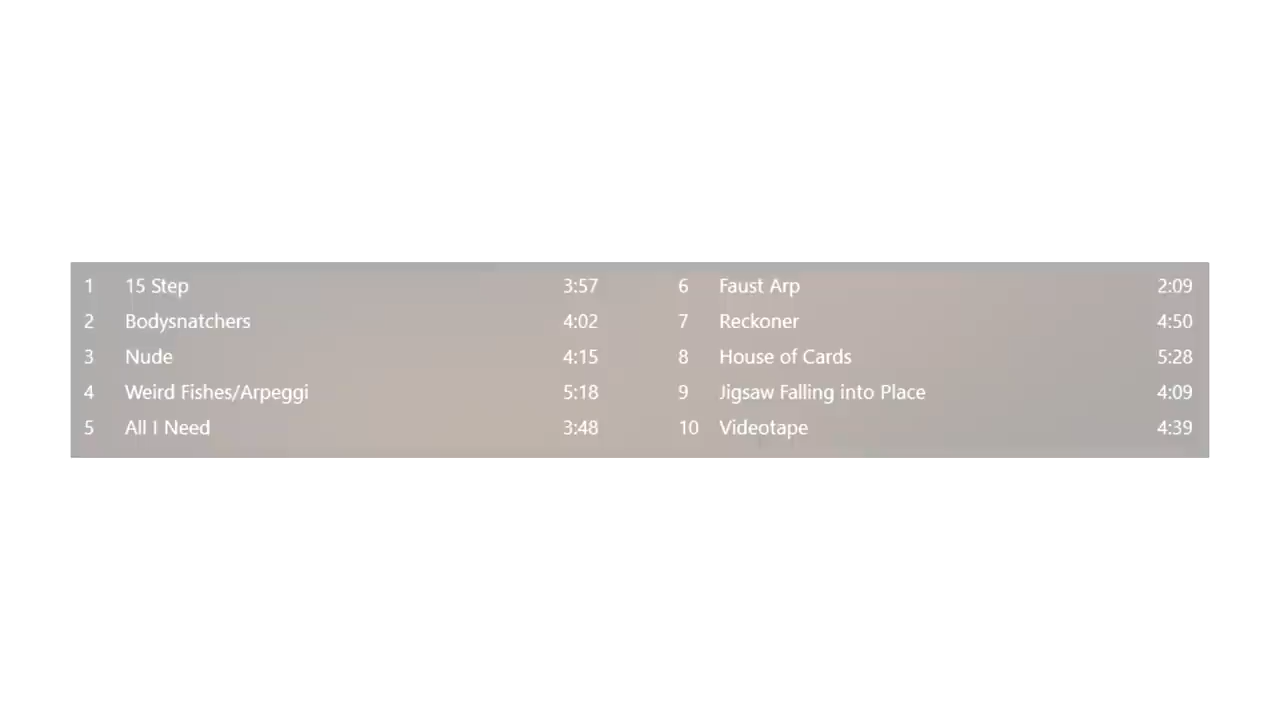 1 15 Step 3:57
2 Bodysnatchers 4:02
3 Nude 4:15
4 Weird Fishes/Arpeggi 5:18
5 All I Need 3:48
6 Faust Arp 2:09
7 Reckoner 4:50
8 House of Cards 5:28
9 Jigsaw Falling into Place 4:09
10 Videotape 4:39